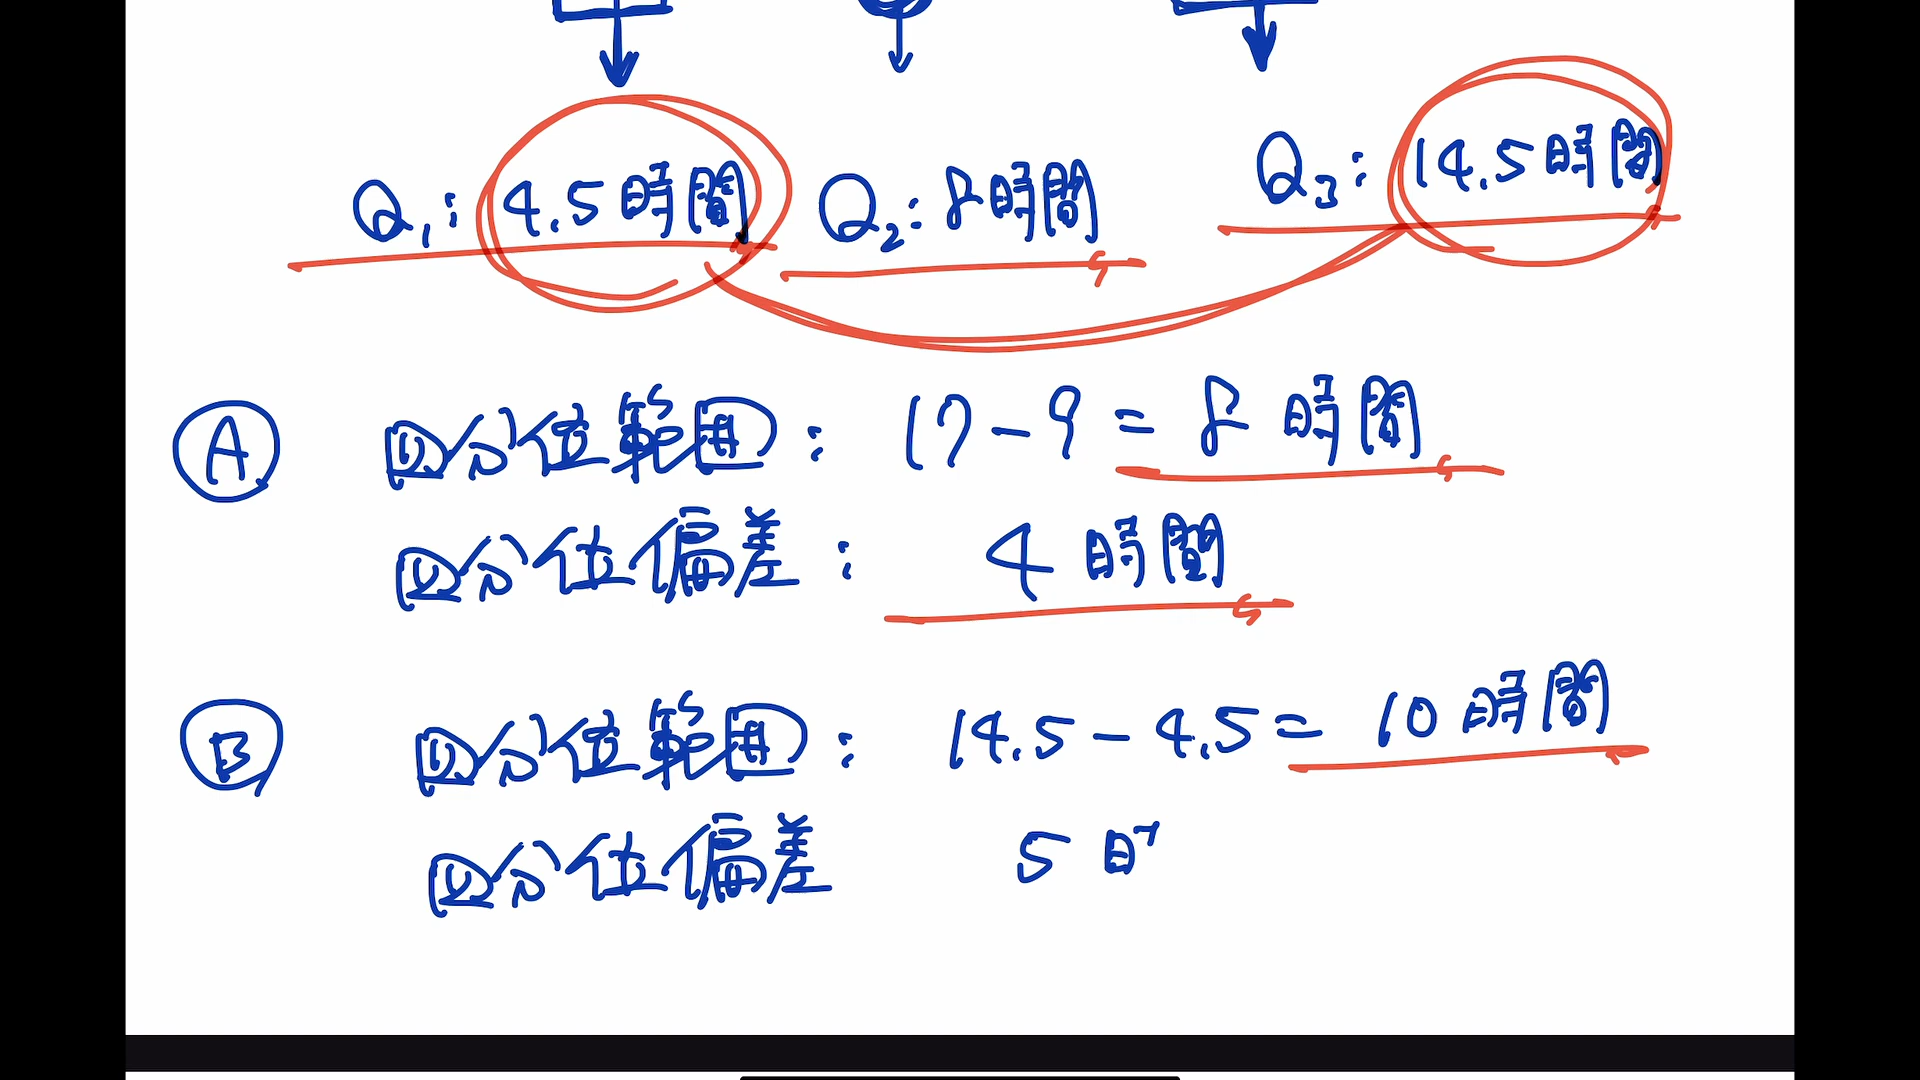 Q₁: 4.5時間 Q₂: 8時間 Q₃: 14.5時間
Ⓐ 四分位範囲: 17-9 = 8時間
四分位偏差: 4時間
Ⓑ 四分位範囲: 14.5-4.5= 10時間
四分位偏差 5日